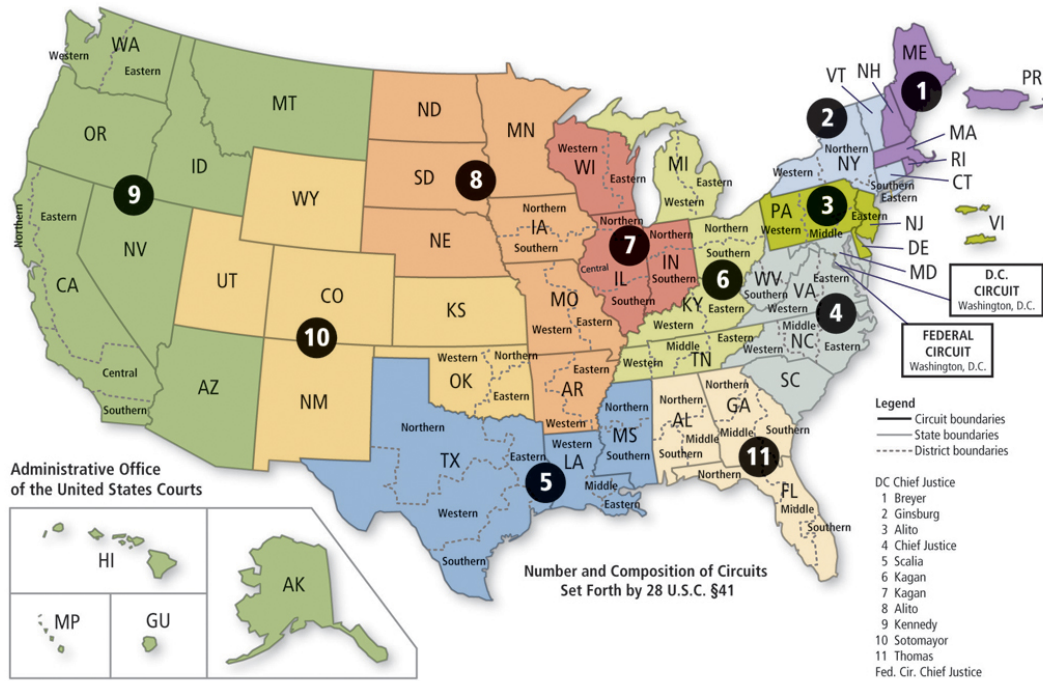 WA
Western
Eastern
MT
ND
MN
OR
ID
SD
8
WY
9
Northern
Eastern
NV
CA
Central
Southern
UT
CO
10
NE
KS
AZ
NM
Northern
IA
Southern
MO
Western
Eastern
Western
Northern
OK
Eastern
Eastern
AR
Western
Northern
TX
Eastern
Western
Southern
5
Western
LA
Middle
Eastern
Northern
MS
Southern
Western
WI
Eastern
Northern
7
Central
IL
Southern
Northern
IN
Southern
MI
Eastern
Western
Northern
Southern
6
KY
Western
Eastern
Middle
TN
Western
Eastern
Northern
AL
Middle
Southern
Northern
GA
Middle
Southern
11
Northern
FL
Middle
Southern
WV
Southern
Eastern
VA
Western
4
Middle
NC
Western
Eastern
SC
PA
3
Western
Middle
Eastern
2
Northern
NY
Western
Southern
Eastern
ME
1
VT
NH
PR
MA
RI
CT
NJ
DE
MD
VI
D.C.
CIRCUIT
Washington, D.C.
FEDERAL
CIRCUIT
Washington, D.C.
Legend
Circuit boundaries
State boundaries
District boundaries
DC Chief Justice
1 Breyer
2 Ginsburg
3 Alito
4 Chief Justice
5 Scalia
6 Kagan
7 Kagan
8 Alito
9 Kennedy
10 Sotomayor
11 Thomas
Fed. Cir. Chief Justice
Administrative Office
of the United States Courts
HI
MP
GU
AK
Number and Composition of Circuits
Set Forth by 28 U.S.C. §41